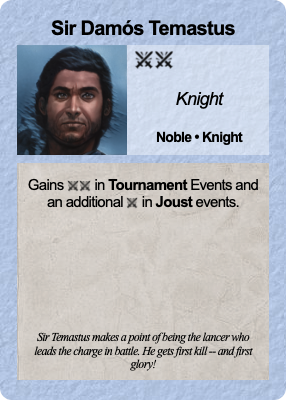 Sir Damós Temastus
Knight
Noble • Knight
Gains in Tournament Events and
an additional in Joust events.
Sir Temastus makes a point of being the lancer who
leads the charge in battle. He gets first kill -- and first
glory!